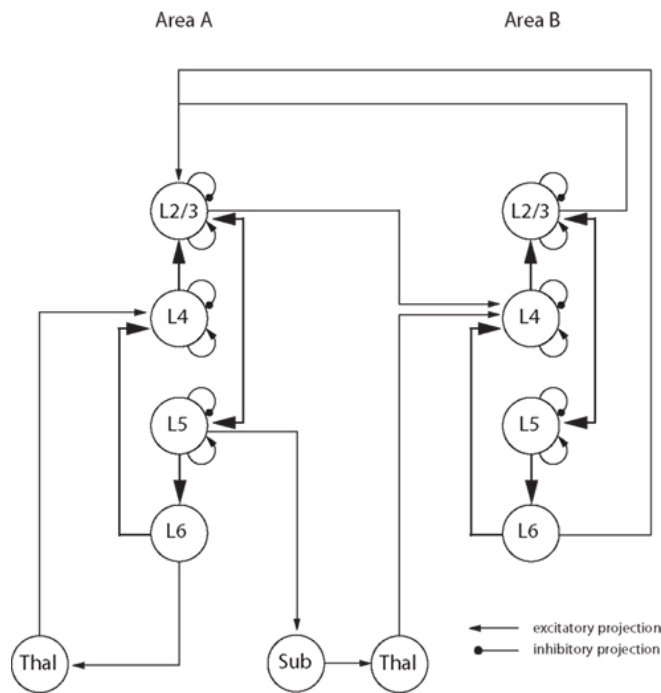 Area A Area B
L2/3 L2/3
L4 L4
L5 L5
L6 L6
excitatory projection
inhibitory projection
Thal Sub Thal